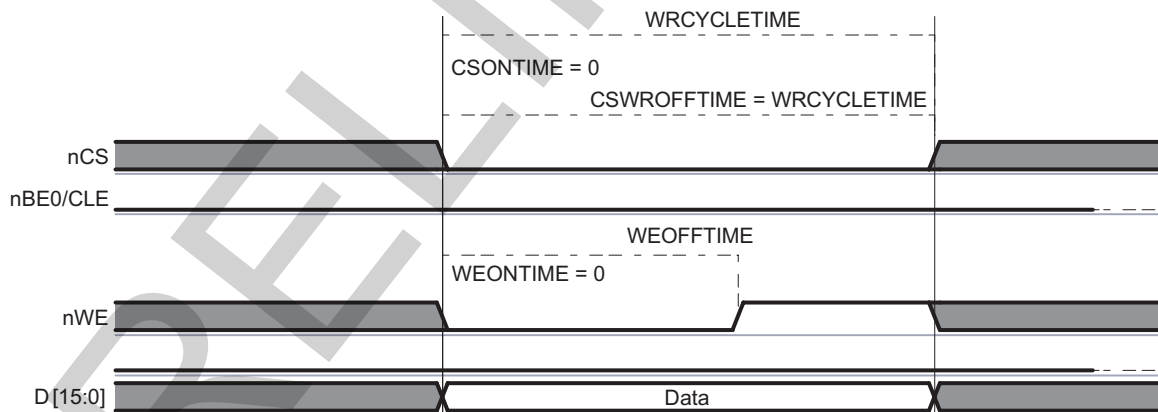 WRCYCLETIME
CSONTIME = 0
CSWROFFTIME = WRCYCLETIME
nCS
nBE0/CLE
WEOFFTIME
WEONTIME = 0
nWE
D[15:0]
Data